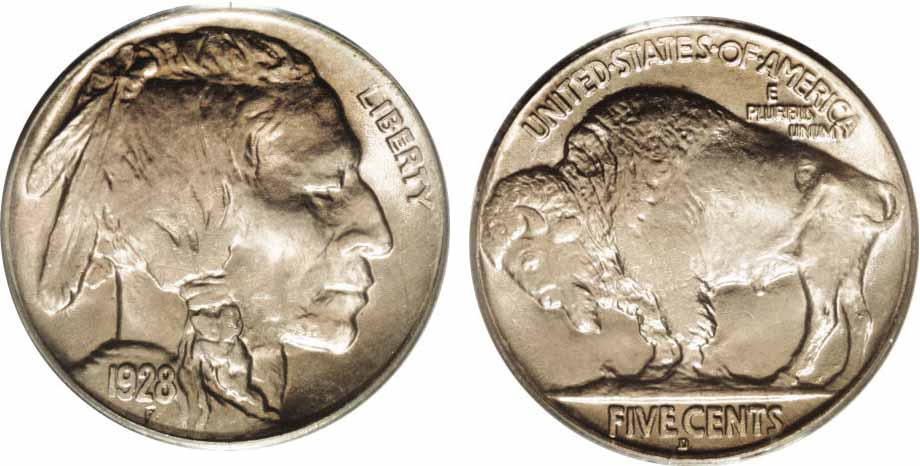 LIBERTY
1928
F
UNITED·STATES·OF·AMERICA
E
PLURIBUS
UNUM
FIVE CENTS
D